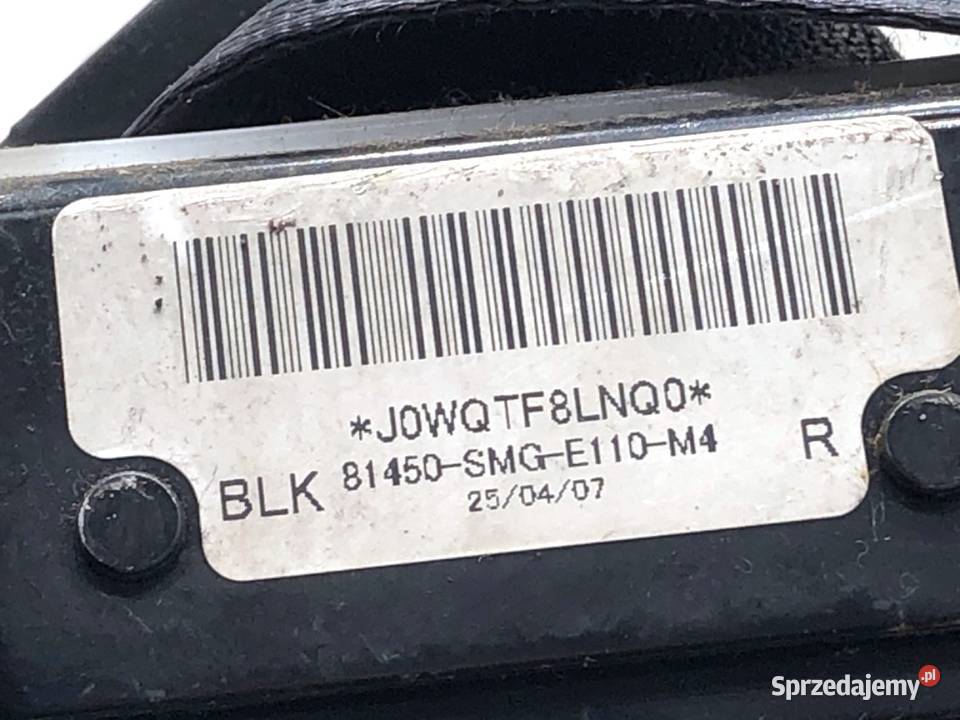 *J0WQTF8LNQ0*
BLK 81450-SMG-E110-M4 R
25/04/07
Sprzedajemy.pl